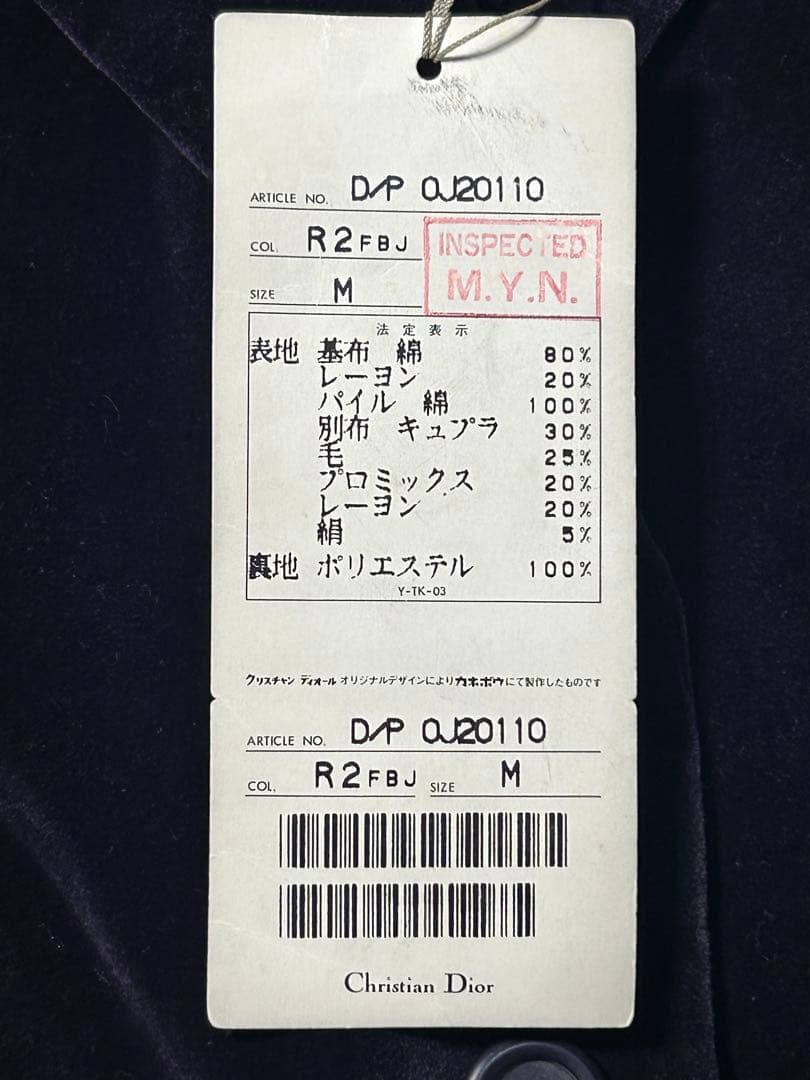 ARTICLE NO. D/P 0J20110
COL. R2FBJ
INSPECTED
M.Y.N.
SIZE M
法定表示
表地 基布 綿 80%
レーヨン 20%
パイル 綿 100%
別布 キュプラ 30%
毛 25%
プロミックス 20%
レーヨン 20%
絹 5%
裏地 ポリエステル 100%
Y-TK-03
クリスチャン ディオール オリジナルデザインによりカネボウにて製作したものです
ARTICLE NO. D/P 0J20110
COL. R2FBJ SIZE M
Christian Dior